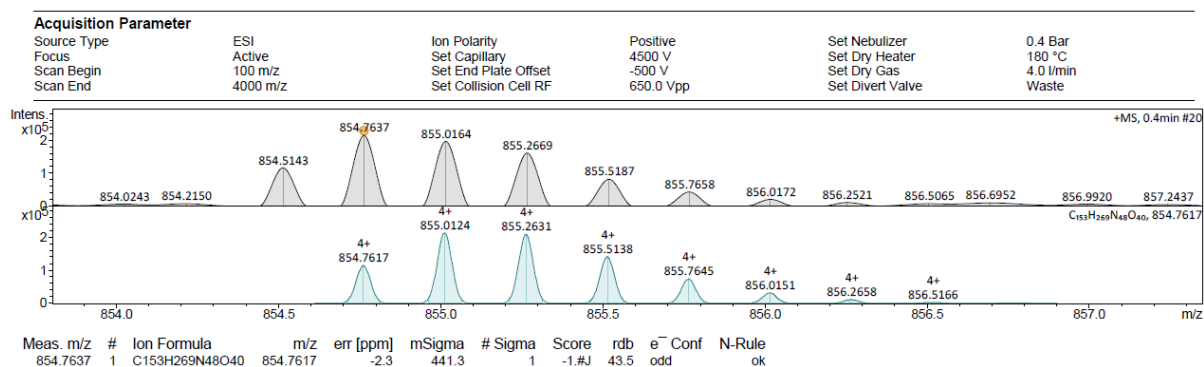 Acquisition Parameter
Source Type ESI Ion Polarity Positive Set Nebulizer 0.4 Bar
Focus Active Set Capillary 4500 V Set Dry Heater 180 °C
Scan Begin 100 m/z Set End Plate Offset -500 V Set Dry Gas 4.0 l/min
Scan End 4000 m/z Set Collision Cell RF 650.0 Vpp Set Divert Valve Waste
Intens.
x10⁵
+MS, 0.4min #20
2
1
0
854.0243 854.2150 854.5143 854.7637 855.0164 855.2669 855.5187 855.7658 856.0172 856.2521 856.5065 856.6952 856.9920 857.2437
x10⁵
C₁₅₃H₂₆₉N₄₈O₄₀, 854.7617
2
1
0
4+ 4+ 4+ 4+ 4+ 4+ 4+ 4+
854.7617 855.0124 855.2631 855.5138 855.7645 856.0151 856.2658 856.5166
854.0 854.5 855.0 855.5 856.0 856.5 857.0 m/z
Meas. m/z # Ion Formula m/z err [ppm] mSigma # Sigma Score rdb e⁻ Conf N-Rule
854.7637 1 C153H269N48O40 854.7617 -2.3 441.3 1 -1.#J 43.5 odd ok